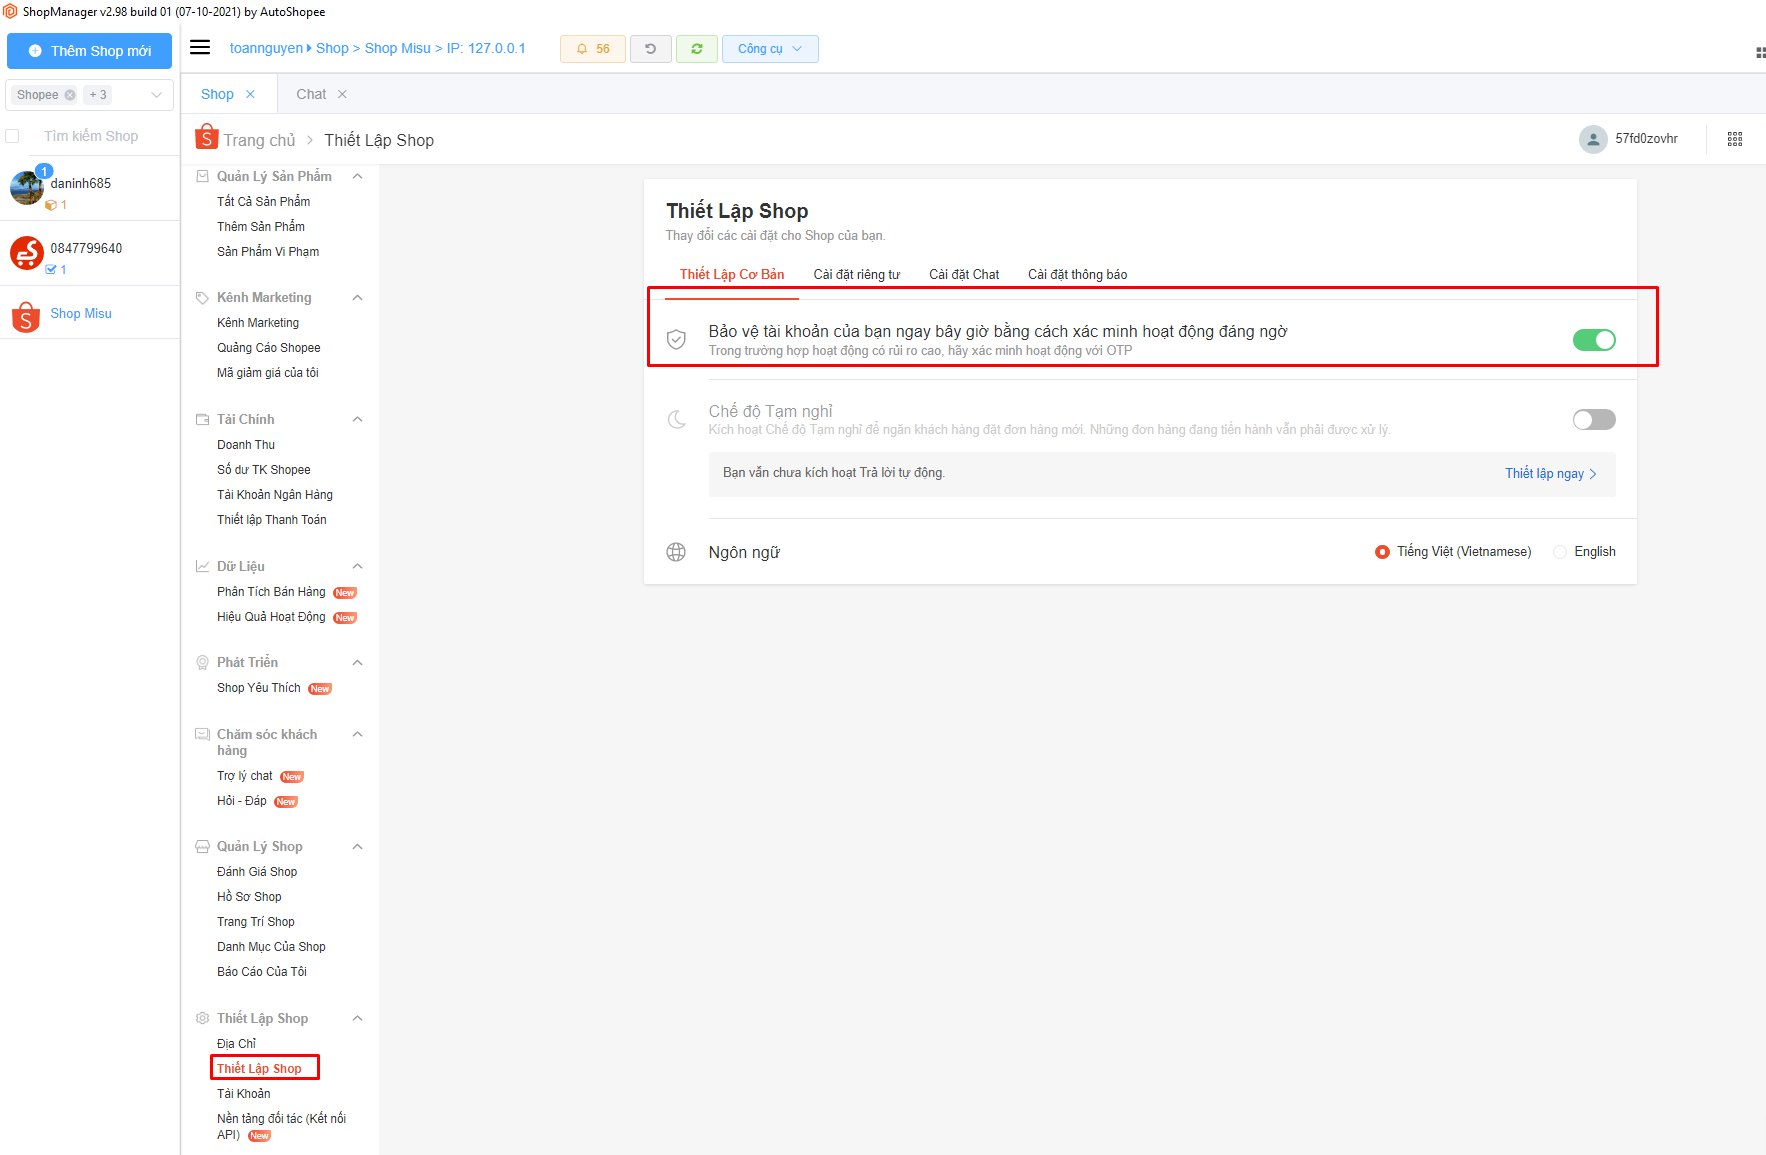 ShopManager v2.98 build 01 (07-10-2021) by AutoShopee
Thêm Shop mới
toannguyen Shop > Shop Misu > IP: 127.0.0.1
56
Công cụ
Shopee
+ 3
Shop
Chat
Tìm kiếm Shop
daninh685
1
1
0847799640
1
Shop Misu
Trang chủ
Thiết Lập Shop
57fd0zovhr
Quản Lý Sản Phẩm
Tất Cả Sản Phẩm
Thêm Sản Phẩm
Sản Phẩm Vi Phạm
Kênh Marketing
Kênh Marketing
Quảng Cáo Shopee
Mã giảm giá của tôi
Tài Chính
Doanh Thu
Số dư TK Shopee
Tài Khoản Ngân Hàng
Thiết lập Thanh Toán
Dữ Liệu
Phân Tích Bán Hàng New
Hiệu Quả Hoạt Động New
Phát Triển
Shop Yêu Thích New
Chăm sóc khách
hàng
Trợ lý chat New
Hỏi - Đáp New
Quản Lý Shop
Đánh Giá Shop
Hồ Sơ Shop
Trang Trí Shop
Danh Mục Của Shop
Báo Cáo Của Tôi
Thiết Lập Shop
Địa Chỉ
Thiết Lập Shop
Tài Khoản
Nền tảng đối tác (Kết nối
API) New
Thiết Lập Shop
Thay đổi các cài đặt cho Shop của bạn.
Thiết Lập Cơ Bản
Cài đặt riêng tư
Cài đặt Chat
Cài đặt thông báo
Bảo vệ tài khoản của bạn ngay bây giờ bằng cách xác minh hoạt động đáng ngờ
Trong trường hợp hoạt động có rủi ro cao, hãy xác minh hoạt động với OTP
Chế độ Tạm nghỉ
Kích hoạt Chế độ Tạm nghỉ để ngăn khách hàng đặt đơn hàng mới. Những đơn hàng đang tiến hành vẫn phải được xử lý.
Bạn vẫn chưa kích hoạt Trả lời tự động.
Thiết lập ngay
Ngôn ngữ
Tiếng Việt (Vietnamese)
English